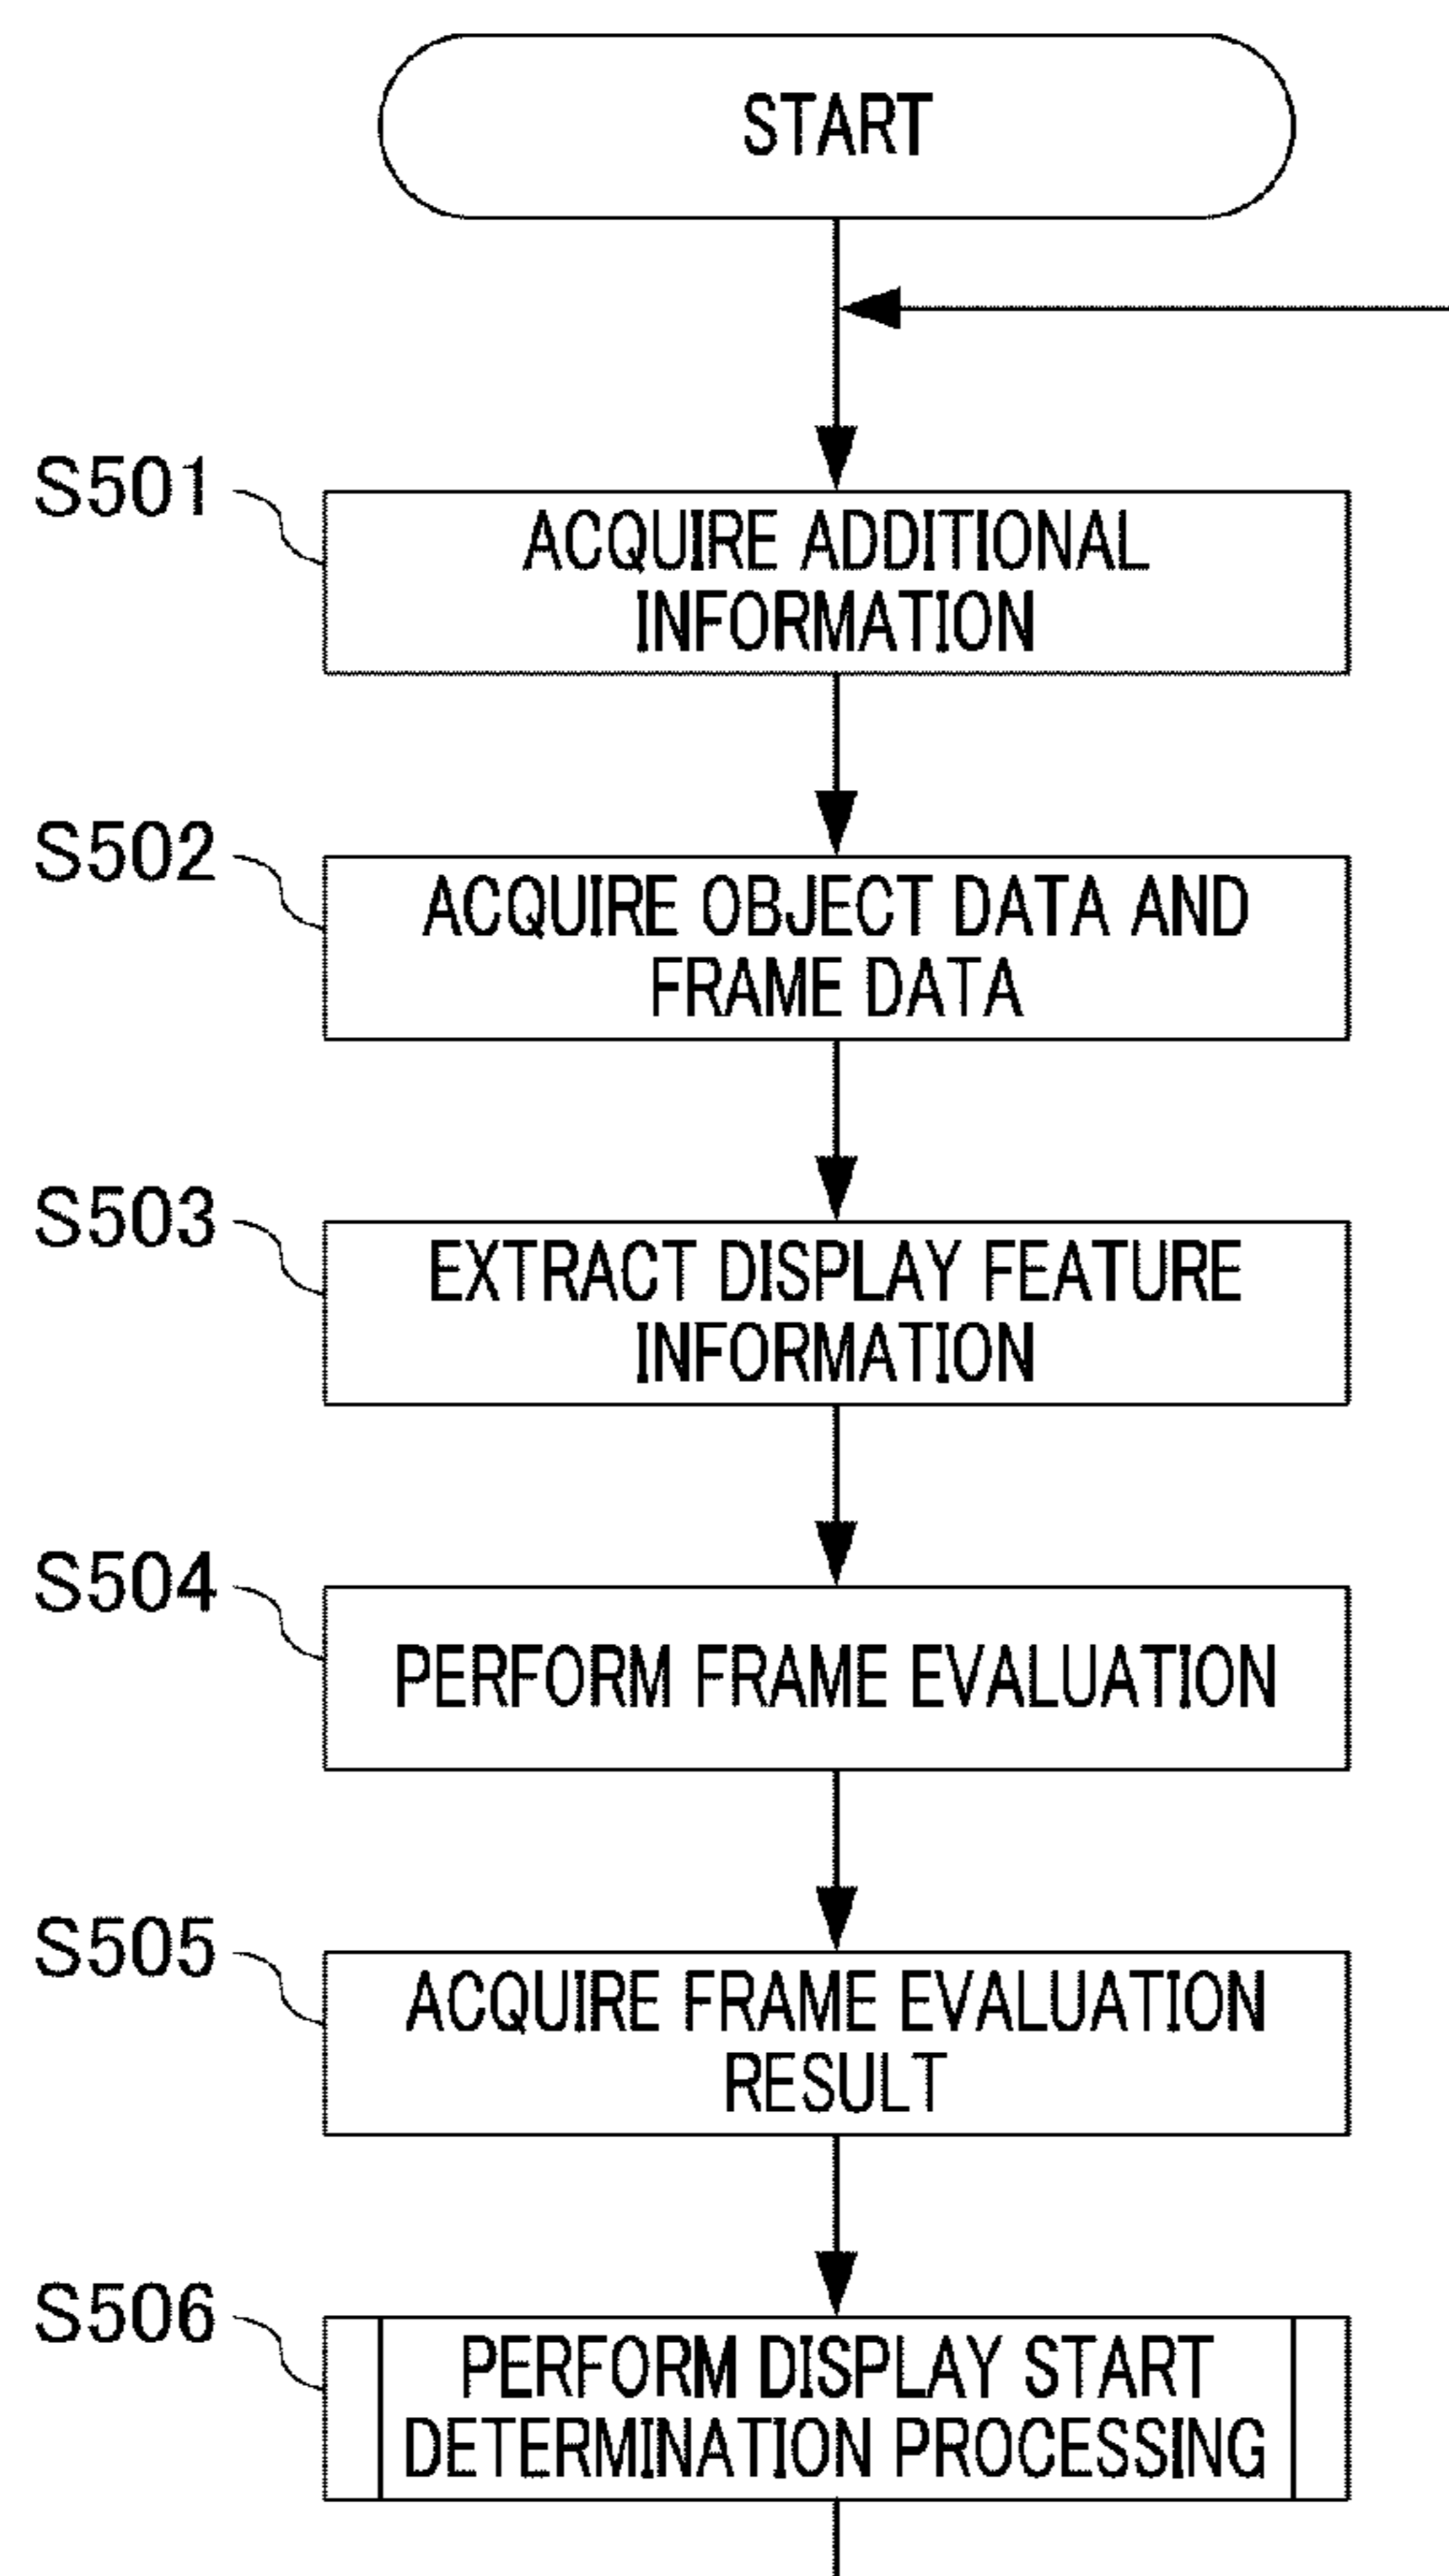 START
S501
ACQUIRE ADDITIONAL
INFORMATION
S502
ACQUIRE OBJECT DATA AND
FRAME DATA
S503
EXTRACT DISPLAY FEATURE
INFORMATION
S504
PERFORM FRAME EVALUATION
S505
ACQUIRE FRAME EVALUATION
RESULT
S506
PERFORM DISPLAY START
DETERMINATION PROCESSING